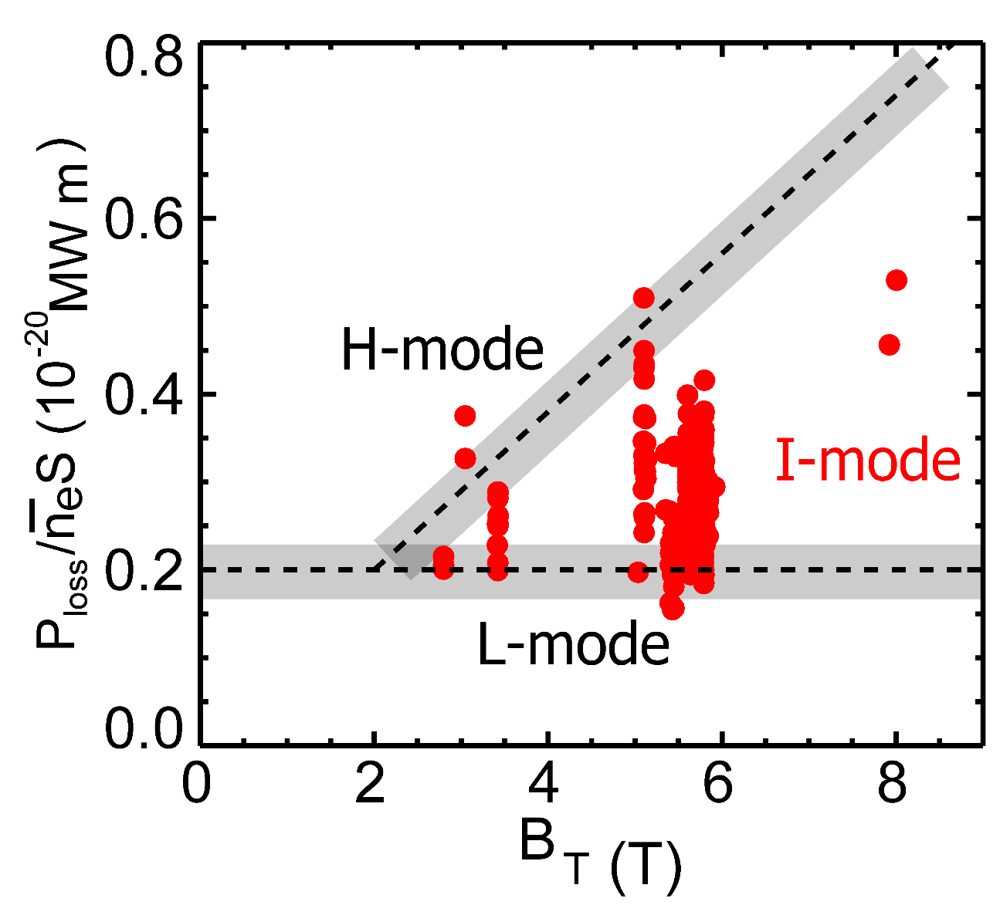 0.8
0.6
0.4
0.2
0.0
P_loss/n̅_eS (10^-20 MW m)
H-mode
I-mode
L-mode
0 2 4 6 8
B_T (T)